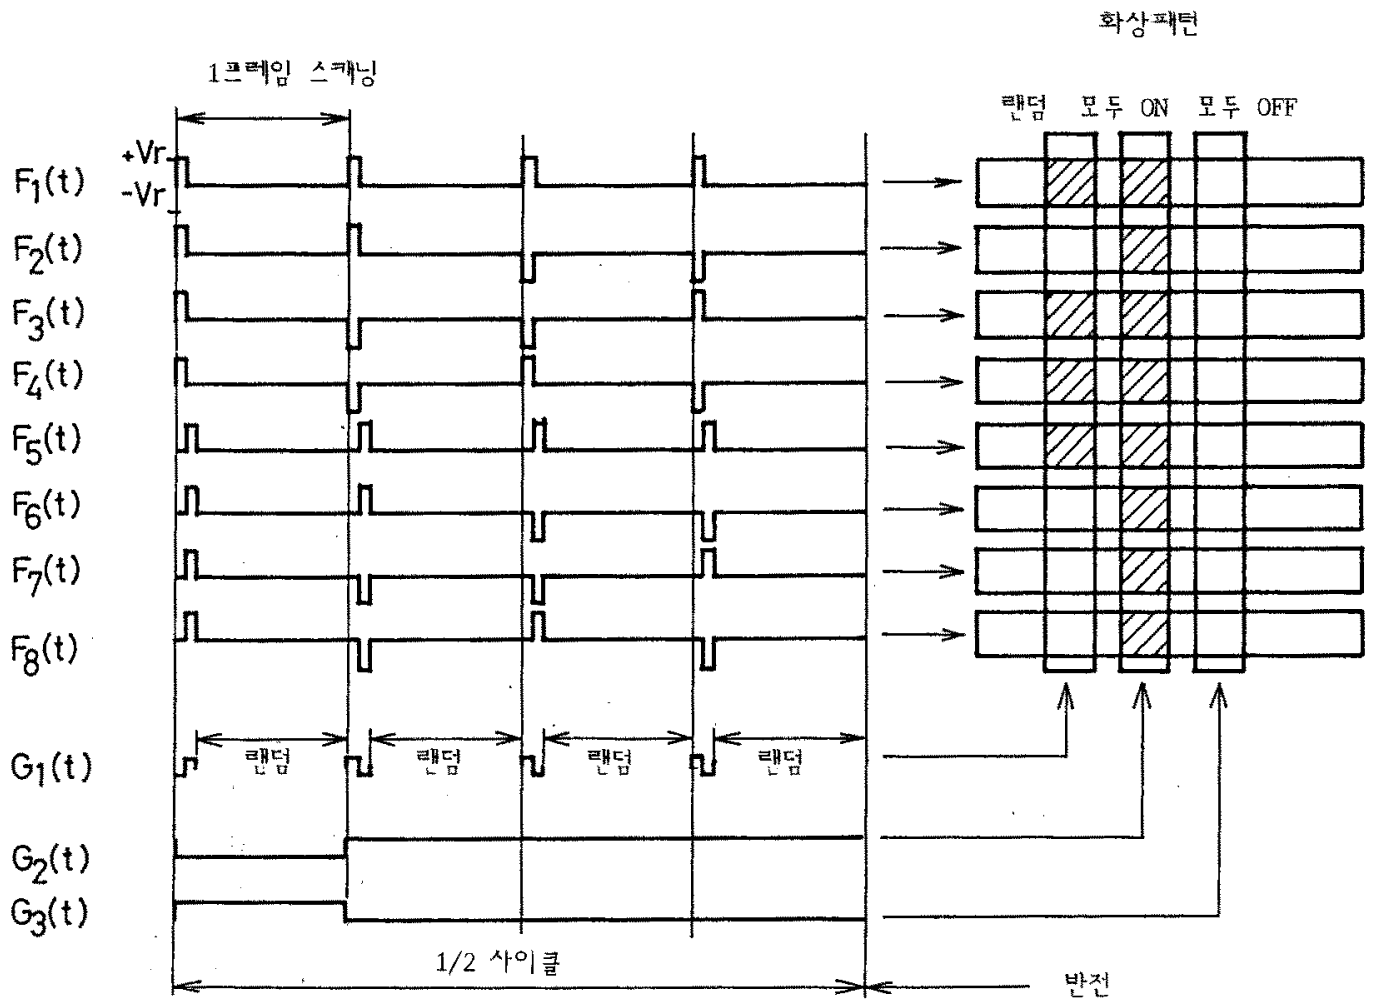 화상패턴
1프레임 스캐닝
랜덤 모두 ON 모두 OFF
+Vr
F1(t)
-Vr
F2(t)
F3(t)
F4(t)
F5(t)
F6(t)
F7(t)
F8(t)
랜덤 랜덤 랜덤 랜덤
G1(t)
G2(t)
G3(t)
1/2 사이클
반전